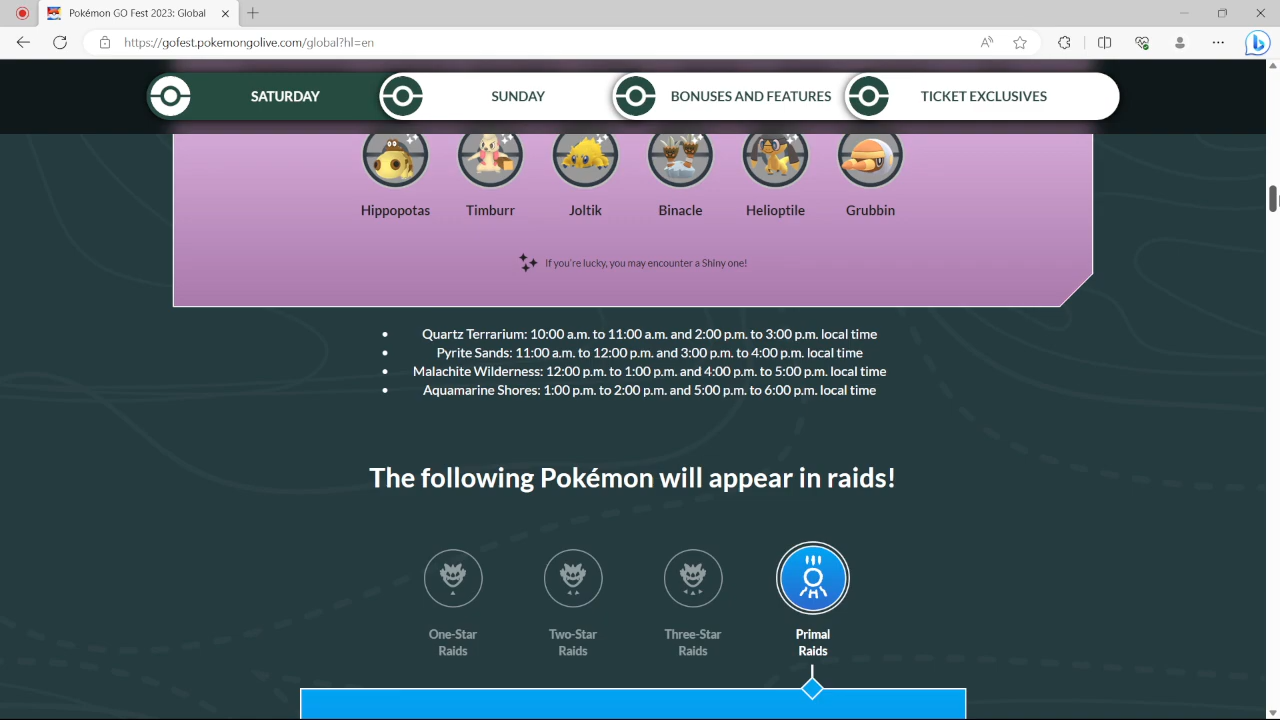 Pokémon GO Fest 2023: Global
https://gofest.pokemongolive.com/global?hl=en
SATURDAY
SUNDAY
BONUSES AND FEATURES
TICKET EXCLUSIVES
Hippopotas
Timburr
Joltik
Binacle
Helioptile
Grubbin
If you're lucky, you may encounter a Shiny one!
• Quartz Terrarium: 10:00 a.m. to 11:00 a.m. and 2:00 p.m. to 3:00 p.m. local time
• Pyrite Sands: 11:00 a.m. to 12:00 p.m. and 3:00 p.m. to 4:00 p.m. local time
• Malachite Wilderness: 12:00 p.m. to 1:00 p.m. and 4:00 p.m. to 5:00 p.m. local time
• Aquamarine Shores: 1:00 p.m. to 2:00 p.m. and 5:00 p.m. to 6:00 p.m. local time
The following Pokémon will appear in raids!
One-Star
Raids
Two-Star
Raids
Three-Star
Raids
Primal
Raids